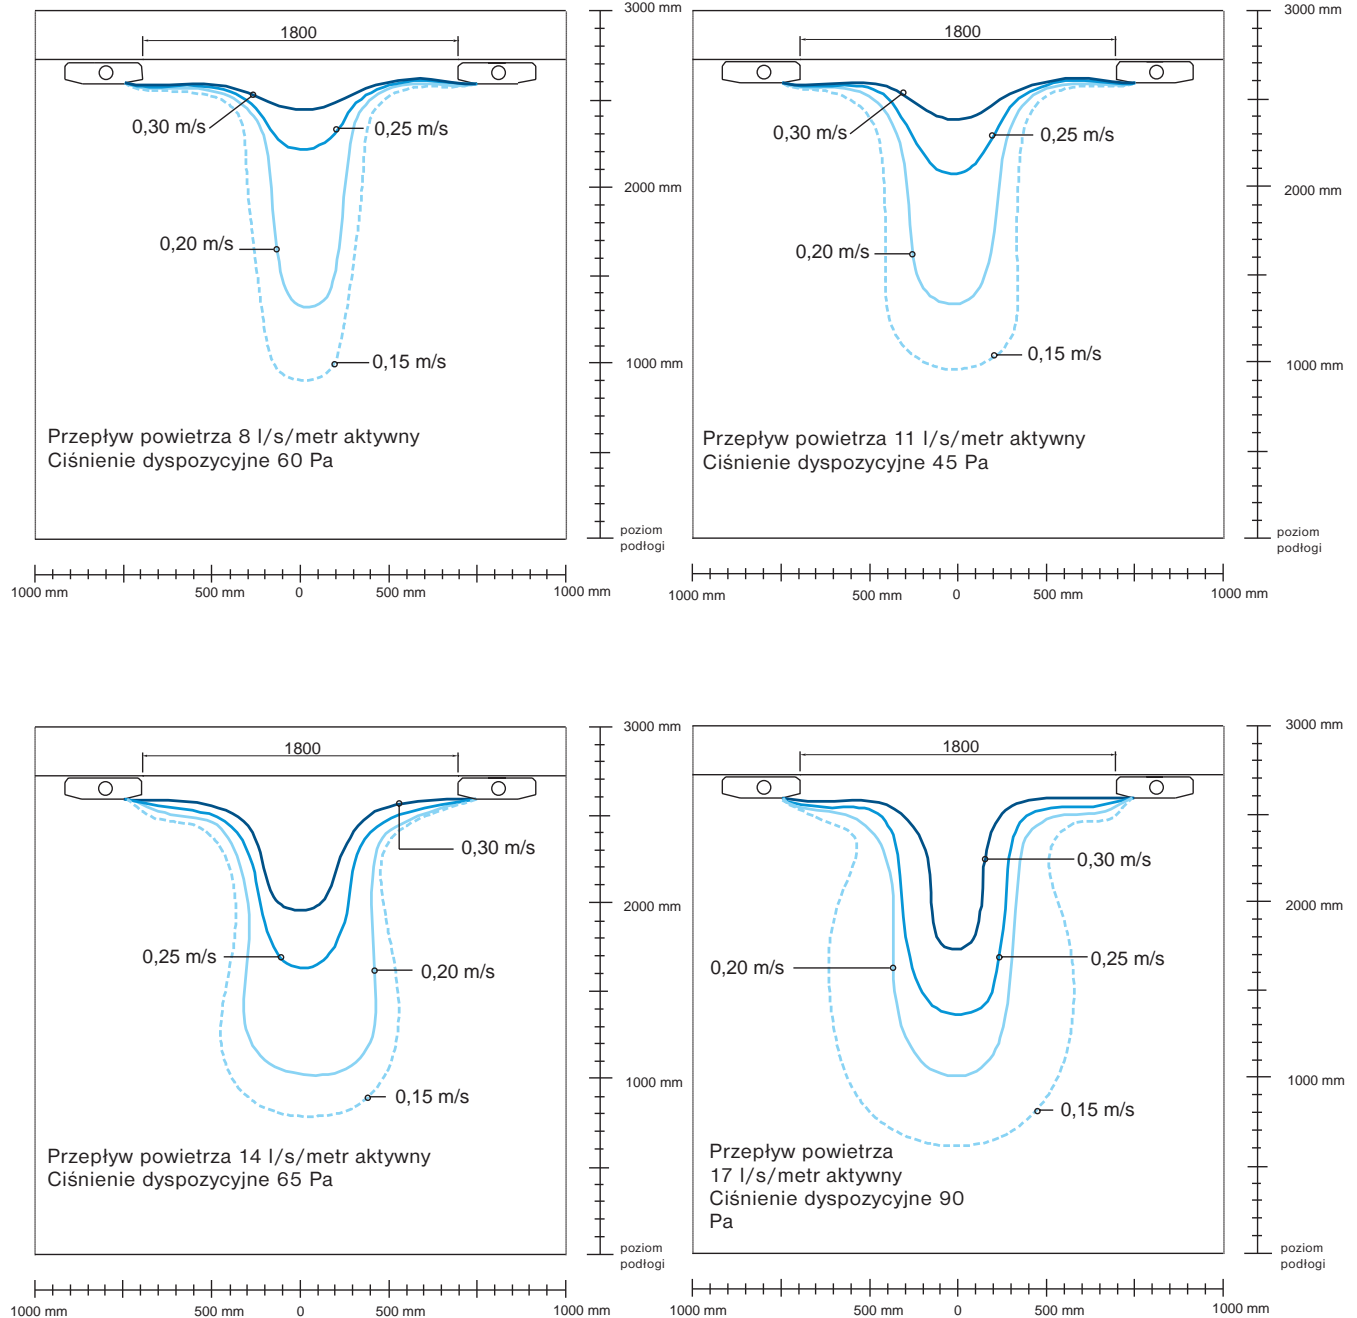 1800
0,30 m/s
0,25 m/s
0,20 m/s
0,15 m/s
Przepływ powietrza 8 l/s/metr aktywny
Ciśnienie dyspozycyjne 60 Pa
3000 mm
2000 mm
1000 mm
poziom
podłogi
1000 mm
500 mm
0
500 mm
1000 mm
1800
0,30 m/s
0,25 m/s
0,20 m/s
0,15 m/s
Przepływ powietrza 11 l/s/metr aktywny
Ciśnienie dyspozycyjne 45 Pa
3000 mm
2000 mm
1000 mm
poziom
podłogi
1000 mm
500 mm
0
500 mm
1000 mm
1800
0,30 m/s
0,25 m/s
0,20 m/s
0,15 m/s
Przepływ powietrza 14 l/s/metr aktywny
Ciśnienie dyspozycyjne 65 Pa
3000 mm
2000 mm
1000 mm
poziom
podłogi
1000 mm
500 mm
0
500 mm
1000 mm
1800
0,30 m/s
0,25 m/s
0,20 m/s
0,15 m/s
Przepływ powietrza
17 l/s/metr aktywny
Ciśnienie dyspozycyjne 90
Pa
3000 mm
2000 mm
1000 mm
poziom
podłogi
1000 mm
500 mm
0
500 mm
1000 mm